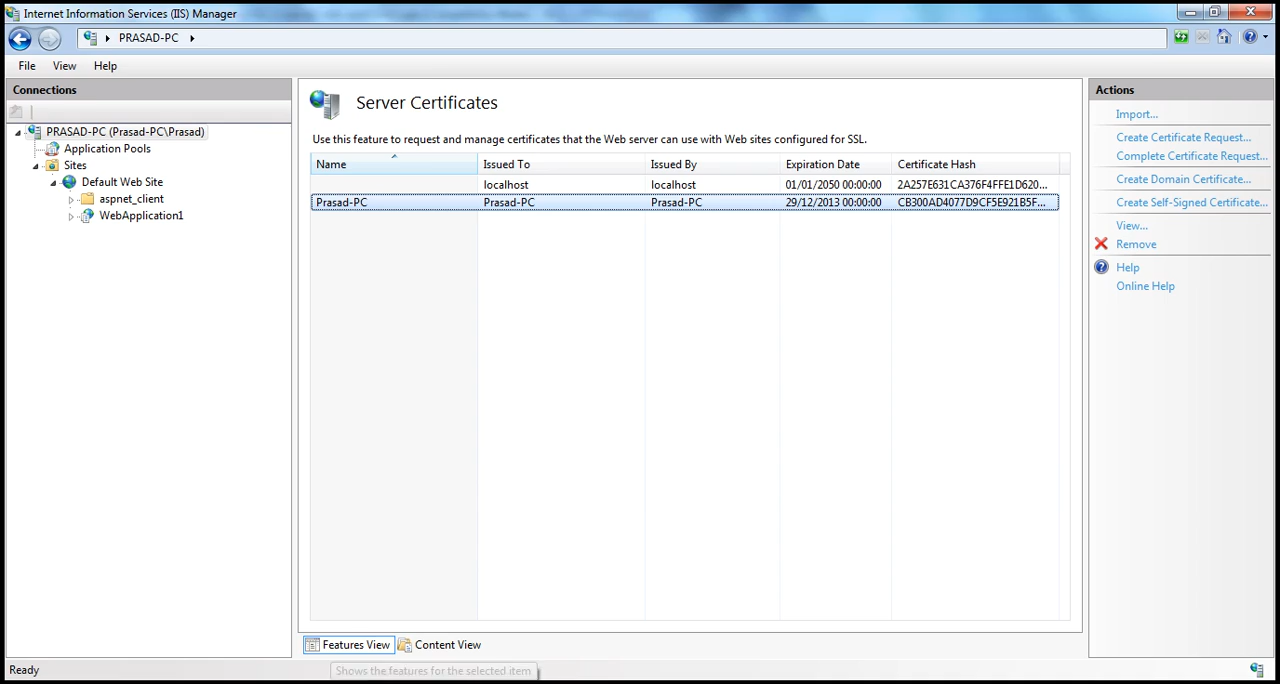 Internet Information Services (IIS) Manager
PRASAD-PC
File View Help
Connections
PRASAD-PC (Prasad-PC\Prasad)
Application Pools
Sites
Default Web Site
aspnet_client
WebApplication1
Server Certificates
Use this feature to request and manage certificates that the Web server can use with Web sites configured for SSL.
Name Issued To Issued By Expiration Date Certificate Hash
localhost localhost 01/01/2050 00:00:00 2A257E631CA376F4FFE1D620...
Prasad-PC Prasad-PC Prasad-PC 29/12/2013 00:00:00 CB300AD4077D9CF5E921B5F...
Features View Content View
Actions
Import...
Create Certificate Request...
Complete Certificate Request...
Create Domain Certificate...
Create Self-Signed Certificate...
View...
Remove
Help
Online Help
Ready
Shows the features for the selected item